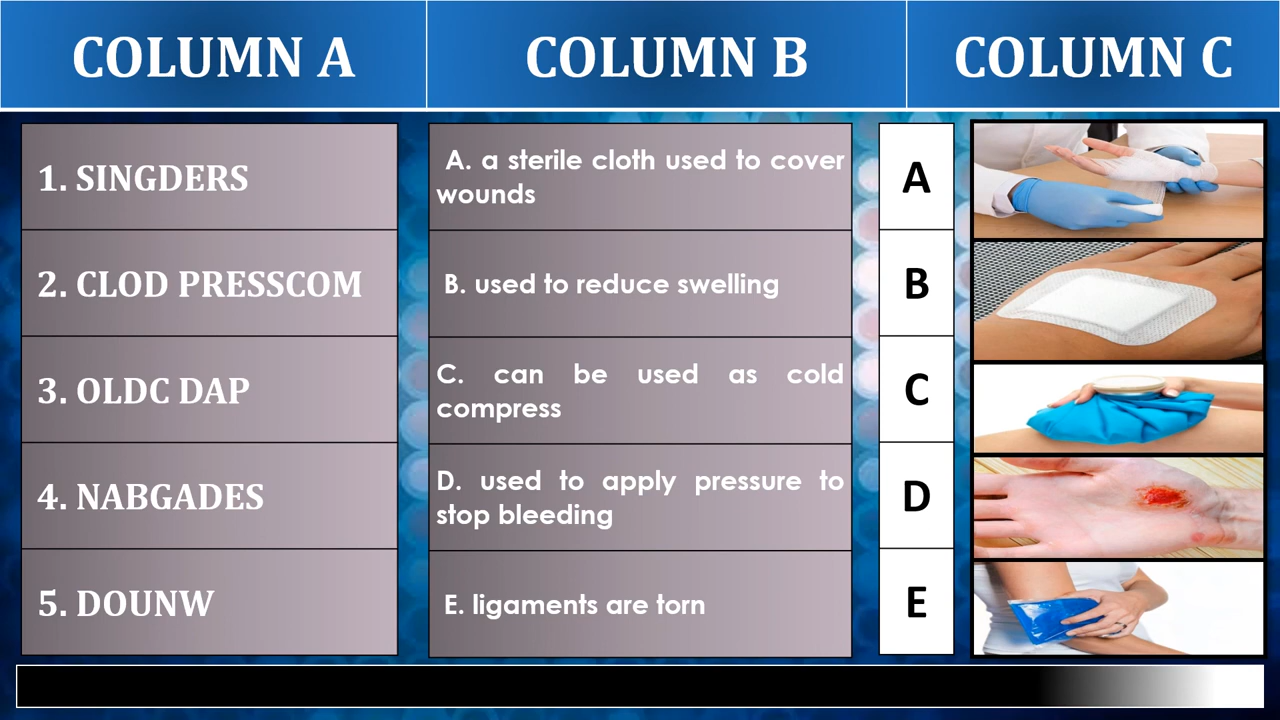 COLUMN A
COLUMN B
COLUMN C
1. SINGDERS
A. a sterile cloth used to cover
wounds
A
2. CLOD PRESSCOM
B. used to reduce swelling
B
3. OLDC DAP
C. can be used as cold
compress
C
4. NABGADES
D. used to apply pressure to
stop bleeding
D
5. DOUNW
E. ligaments are torn
E